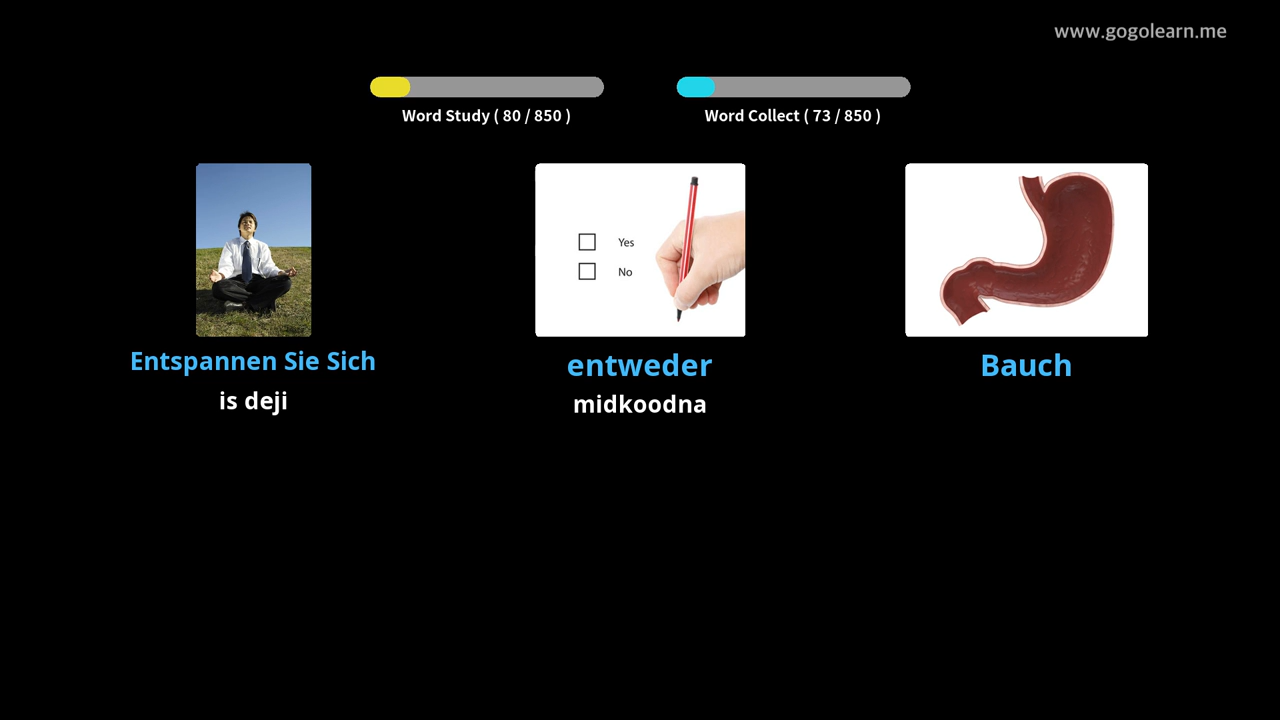 www.gogolearn.me
Word Study ( 80 / 850 )
Word Collect ( 73 / 850 )
Yes
No
Entspannen Sie Sich
is deji
entweder
midkoodna
Bauch